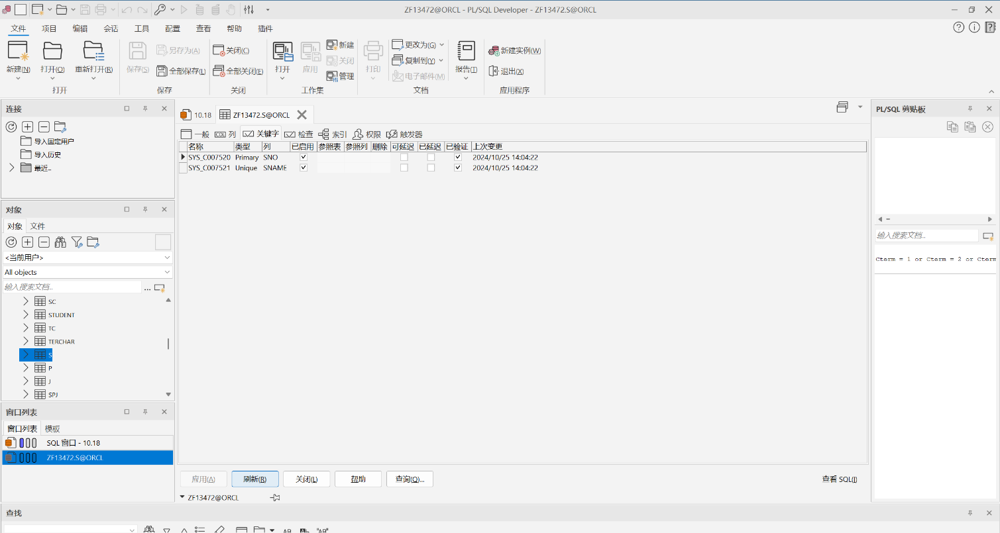 ZF13472@ORCL - PL/SQL Developer - ZF13472.S@ORCL
文件 项目 编辑 会话 工具 配置 查看 帮助 插件
新建(N) 打开(O) 重新打开(R)
打开
保存(S) 另存为(A) 全部保存(L)
保存
关闭(C) 全部关闭(E)
关闭
打开 应用 新建 关闭 管理
工作集
打印 更改为(G) 复制到(Y) 电子邮件(M)
文档
报告(T)
新建实例(W) 退出(X)
应用程序
连接
导入固定用户
导入历史
最近...
对象
对象 文件
<当前用户>
All objects
输入搜索文档...
SC
STUDENT
TC
TERCHAR
S
P
J
SPJ
窗口列表
窗口列表 模板
SQL 窗口 - 10.18
ZF13472.S@ORCL
10.18 ZF13472.S@ORCL
一般 COL 列 关键字 检查 索引 权限 触发器
名称 类型 列 已启用 参照表 参照列 删除 可延迟 已延迟 已验证 上次变更
SYS_C007520 Primary SNO 2024/10/25 14:04:22
SYS_C007521 Unique SNAME 2024/10/25 14:04:22
应用(A) 刷新(R) 关闭(L) 帮助 查询(Q)... 查看 SQL(I)
ZF13472@ORCL
PL/SQL 剪贴板
输入搜索文档...
Cterm = 1 or Cterm = 2 or Cterm
查找
AB "AB"